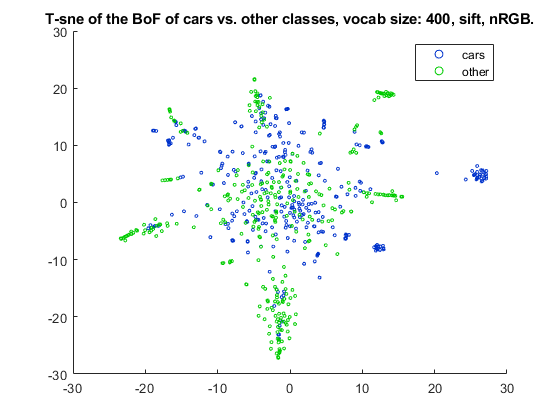 T-sne of the BoF of cars vs. other classes, vocab size: 400, sift, nRGB.
30
cars
other
20
10
0
-10
-20
-30
-30 -20 -10 0 10 20 30